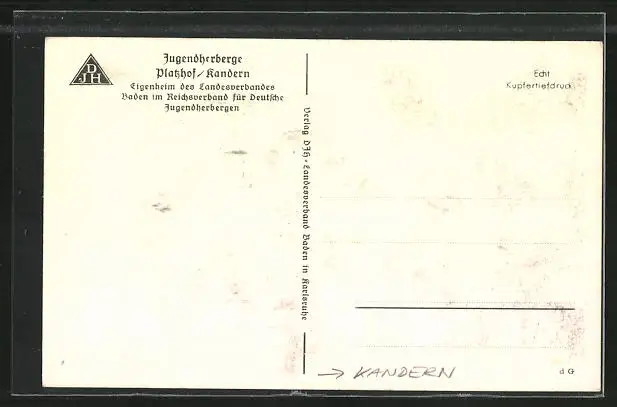 DJH
Jugendherberge
Platzhof/Kandern
Eigenheim des Landesverbandes
Baden im Reichsverband für Deutsche
Jugendherbergen
Verlag DJH-Landesverband Baden in Karlsruhe
Echt
Kupfertiefdruck
→ KANDERN
d G